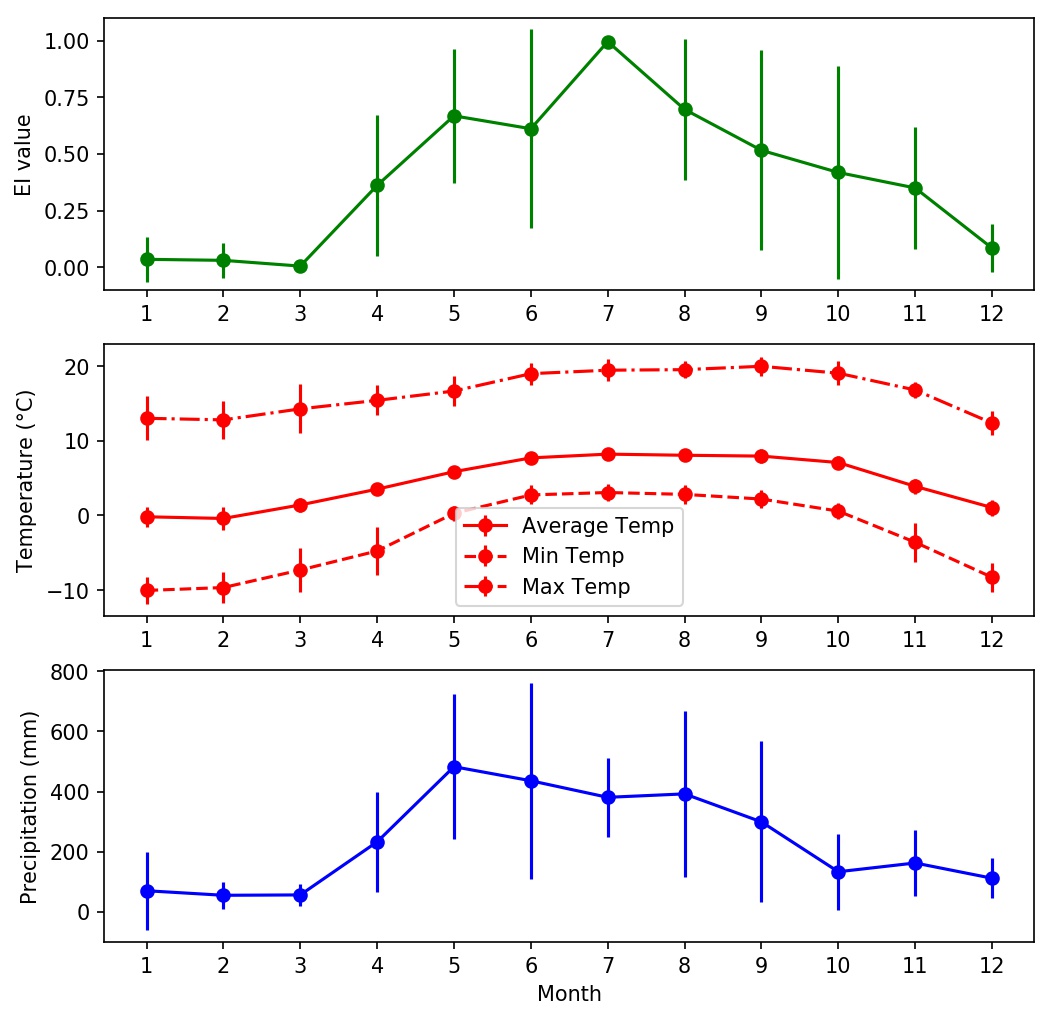 EI value
1.00
0.75
0.50
0.25
0.00
1 2 3 4 5 6 7 8 9 10 11 12
Temperature (°C)
20
10
0
−10
Average Temp
Min Temp
Max Temp
1 2 3 4 5 6 7 8 9 10 11 12
Precipitation (mm)
800
600
400
200
0
1 2 3 4 5 6 7 8 9 10 11 12
Month